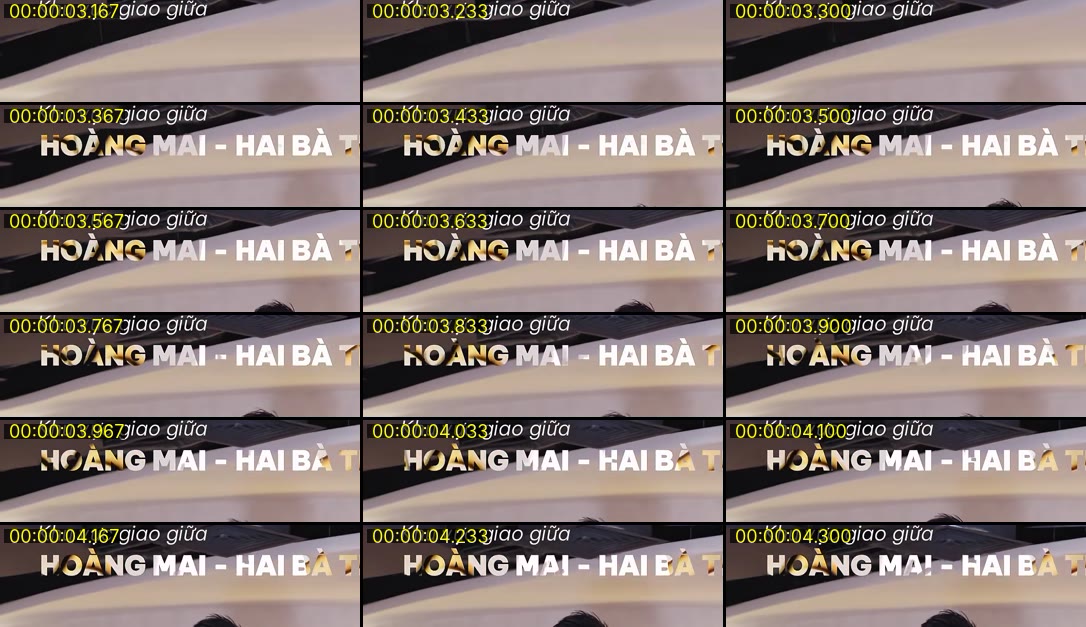 00:00:03.167 giao giữa 00:00:03.233 giao giữa 00:00:03.300 giao giữa
00:00:03.367 giao giữa 00:00:03.433 giao giữa 00:00:03.500 giao giữa
HOÀNG MAI - HAI BÀ HOÀNG MAI - HAI BÀ HOÀNG MAI - HAI BÀ
00:00:03.567 giao giữa 00:00:03.633 giao giữa 00:00:03.700 giao giữa
HOÀNG MAI - HAI BÀ HOÀNG MAI - HAI BÀ HOÀNG MAI - HAI BÀ
00:00:03.767 giao giữa 00:00:03.833 giao giữa 00:00:03.900 giao giữa
HOÀNG MAI - HAI BÀ HOÀNG MAI - HAI BÀ HOÀNG MAI - HAI BÀ
00:00:03.967 giao giữa 00:00:04.033 giao giữa 00:00:04.100 giao giữa
HOÀNG MAI - HAI BÀ HOÀNG MAI - HAI BÀ HOÀNG MAI - HAI BÀ
00:00:04.167 giao giữa 00:00:04.233 giao giữa 00:00:04.300 giao giữa
HOÀNG MAI - HAI BÀ HOÀNG MAI - HAI BÀ HOÀNG MAI - HAI BÀ